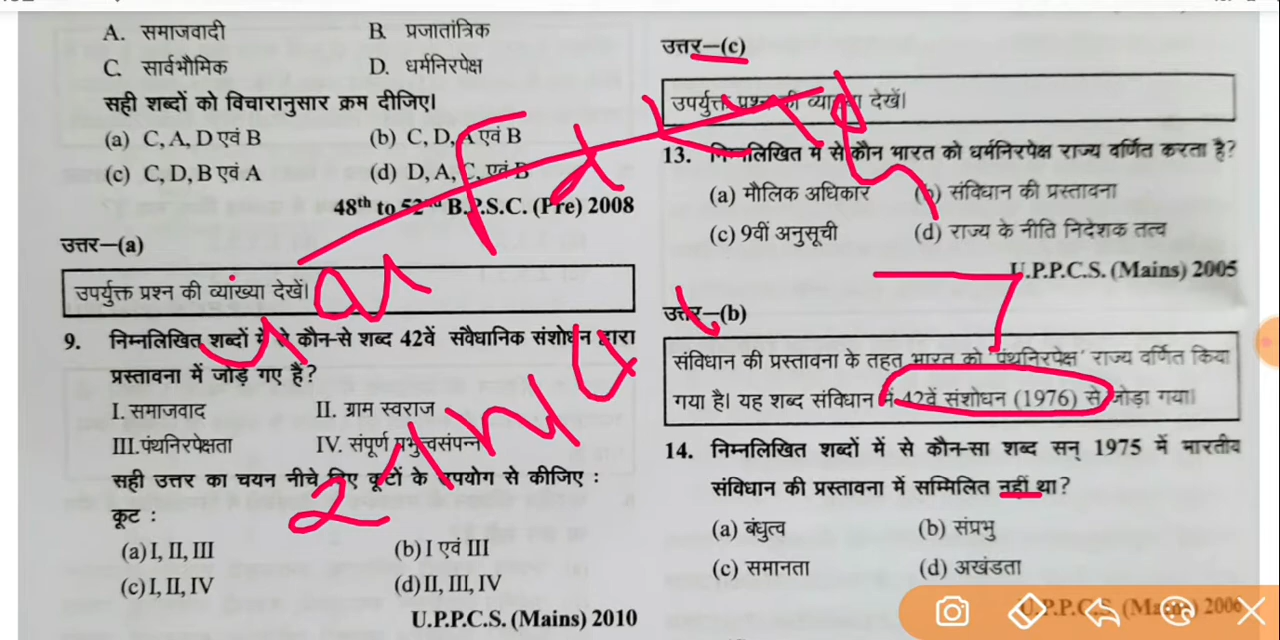 A. समाजवादी
B. प्रजातांत्रिक
C. सार्वभौमिक
D. धर्मनिरपेक्ष
सही शब्दों को विचारानुसार क्रम दीजिए।
(a) C, A, D एवं B
(b) C, D, A एवं B
(c) C, D, B एवं A
(d) D, A, C, एवं B
48th to 52nd B.P.S.C. (Pre) 2008
उत्तर–(a)
उपर्युक्त प्रश्न की व्याख्या देखें।
9. निम्नलिखित शब्दों में से कौन-से शब्द 42वें संवैधानिक संशोधन द्वारा
प्रस्तावना में जोड़े गए हैं?
I. समाजवाद
II. ग्राम स्वराज
III. पंथनिरपेक्षता
IV. संपूर्ण प्रभुत्वसंपन्न
सही उत्तर का चयन नीचे दिए कूटों के उपयोग से कीजिए :
कूट :
(a) I, II, III
(b) I एवं III
(c) I, II, IV
(d) II, III, IV
U.P.P.C.S. (Mains) 2010
उत्तर–(c)
उपर्युक्त प्रश्न की व्याख्या देखें।
13. निम्नलिखित में से कौन भारत को धर्मनिरपेक्ष राज्य वर्णित करता है?
(a) मौलिक अधिकार
(b) संविधान की प्रस्तावना
(c) 9वीं अनुसूची
(d) राज्य के नीति निदेशक तत्व
U.P.P.C.S. (Mains) 2005
उत्तर–(b)
संविधान की प्रस्तावना के तहत भारत को 'पंथनिरपेक्ष' राज्य वर्णित किया
गया है। यह शब्द संविधान में 42वें संशोधन (1976) से जोड़ा गया।
14. निम्नलिखित शब्दों में से कौन-सा शब्द सन् 1975 में भारतीय
संविधान की प्रस्तावना में सम्मिलित नहीं था?
(a) बंधुत्व
(b) संप्रभु
(c) समानता
(d) अखंडता
U.P.P.C.S. (Mains) 2006